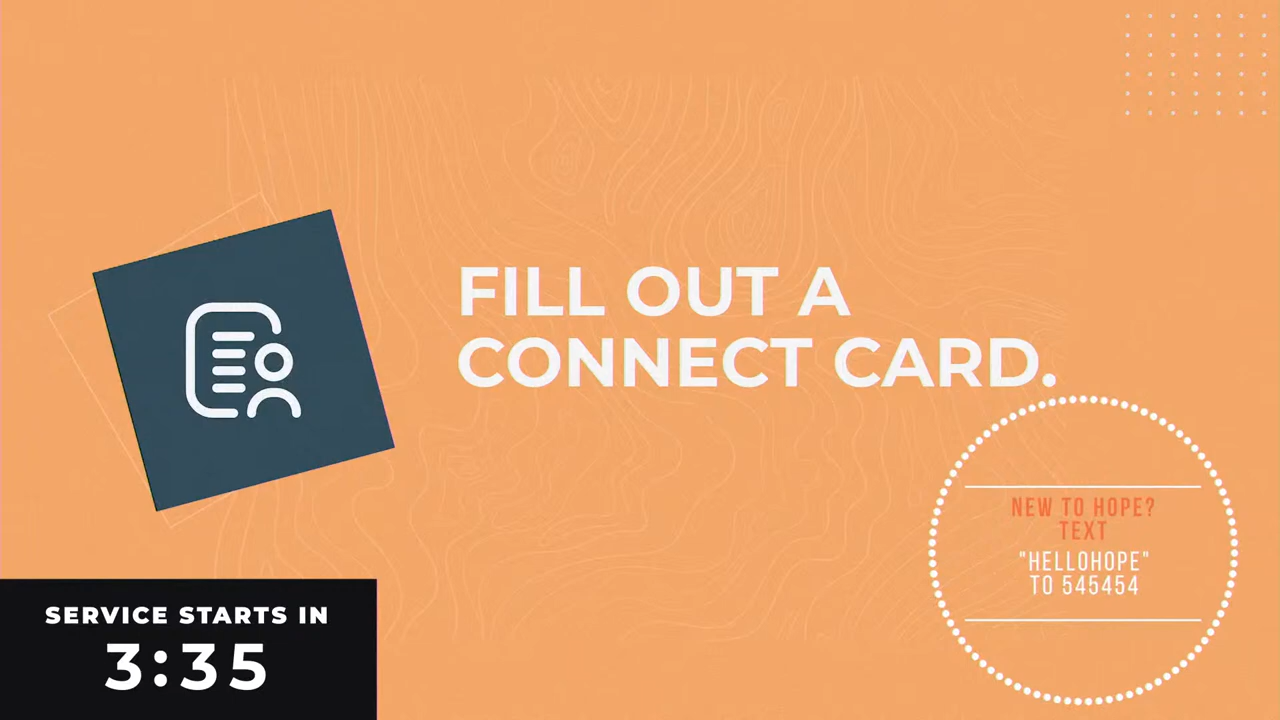 FILL OUT A
CONNECT CARD.
NEW TO HOPE?
TEXT
"HELLOHOPE"
TO 545454
SERVICE STARTS IN
3:35